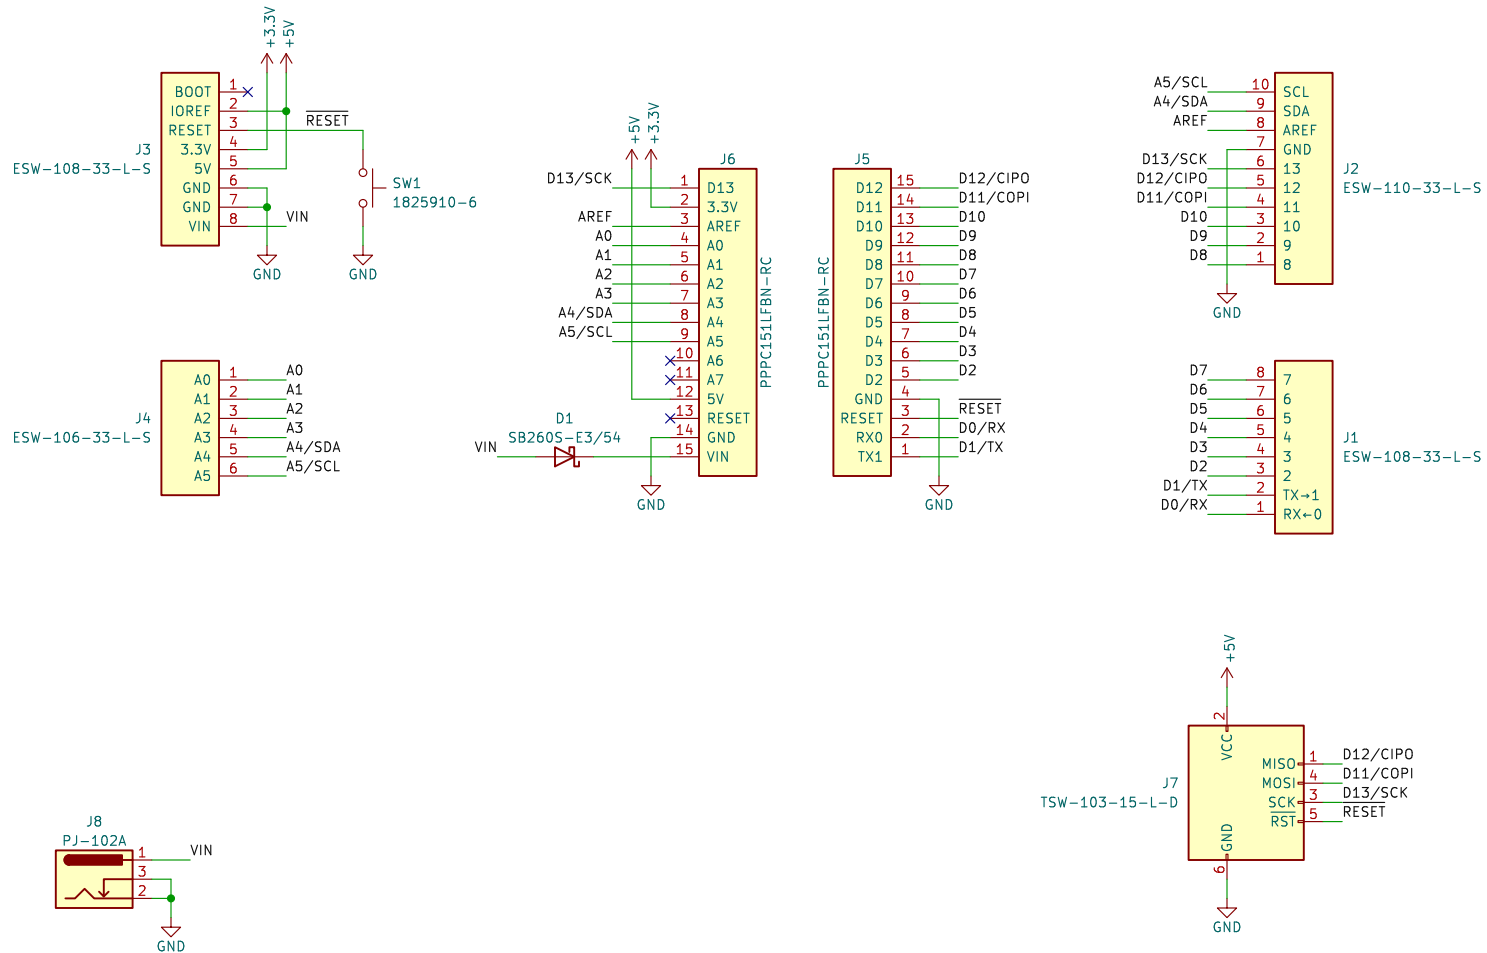 +3.3V
+5V
BOOT 1
IOREF 2
RESET 3
3.3V 4
5V 5
GND 6
GND 7
VIN 8
J3
ESW-108-33-L-S
RESET
VIN
GND
SW1
1825910-6
GND
A0 1
A1 2
A2 3
A3 4
A4 5
A5 6
J4
ESW-106-33-L-S
A0
A1
A2
A3
A4/SDA
A5/SCL
+5V
+3.3V
J6
PPPC151LFBN-RC
D13/SCK
AREF
A0
A1
A2
A3
A4/SDA
A5/SCL
1 D13
2 3.3V
3 AREF
4 A0
5 A1
6 A2
7 A3
8 A4
9 A5
10 A6
11 A7
12 5V
13 RESET
14 GND
15 VIN
D1
SB260S-E3/54
VIN
GND
J5
PPPC151LFBN-RC
D12 15
D11 14
D10 13
D9 12
D8 11
D7 10
D6 9
D5 8
D4 7
D3 6
D2 5
GND 4
RESET 3
RX0 2
TX1 1
D12/CIPO
D11/COPI
D10
D9
D8
D7
D6
D5
D4
D3
D2
RESET
D0/RX
D1/TX
GND
A5/SCL
A4/SDA
AREF
D13/SCK
D12/CIPO
D11/COPI
D10
D9
D8
10 SCL
9 SDA
8 AREF
7 GND
6 13
5 12
4 11
3 10
2 9
1 8
J2
ESW-110-33-L-S
GND
D7
D6
D5
D4
D3
D2
D1/TX
D0/RX
8 7
7 6
6 5
5 4
4 3
3 2
2 TX→1
1 RX←0
J1
ESW-108-33-L-S
+5V
2
VCC
J7
TSW-103-15-L-D
MISO 1
MOSI 4
SCK 3
RST 5
D12/CIPO
D11/COPI
D13/SCK
RESET
GND
6
GND
J8
PJ-102A
1
3
2
VIN
GND